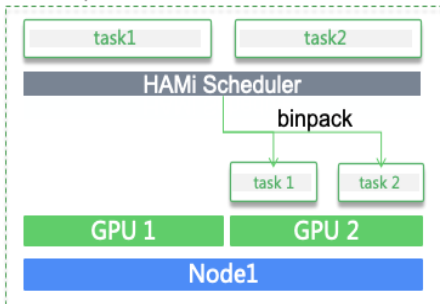 task1 task2
HAMi Scheduler
binpack
task 1 task 2
GPU 1 GPU 2
Node1